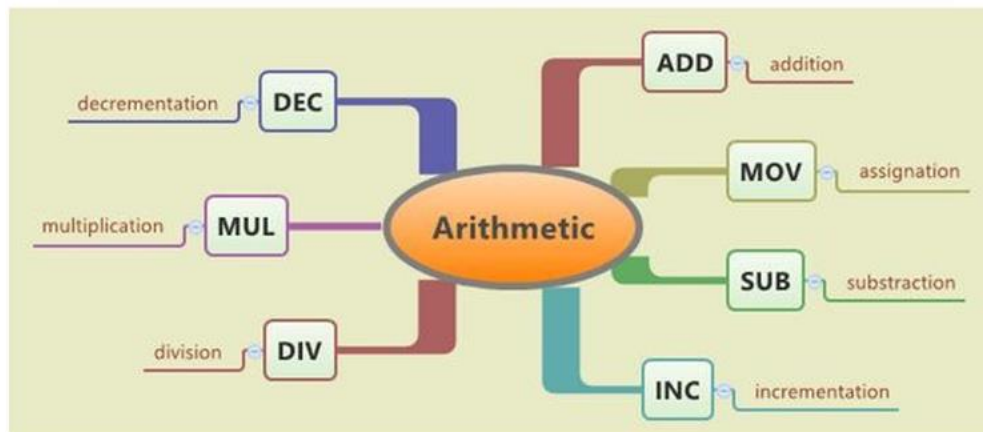 ADD
addition
DEC
decrementation
MOV
assignation
MUL
multiplication
Arithmetic
SUB
substraction
DIV
division
INC
incrementation